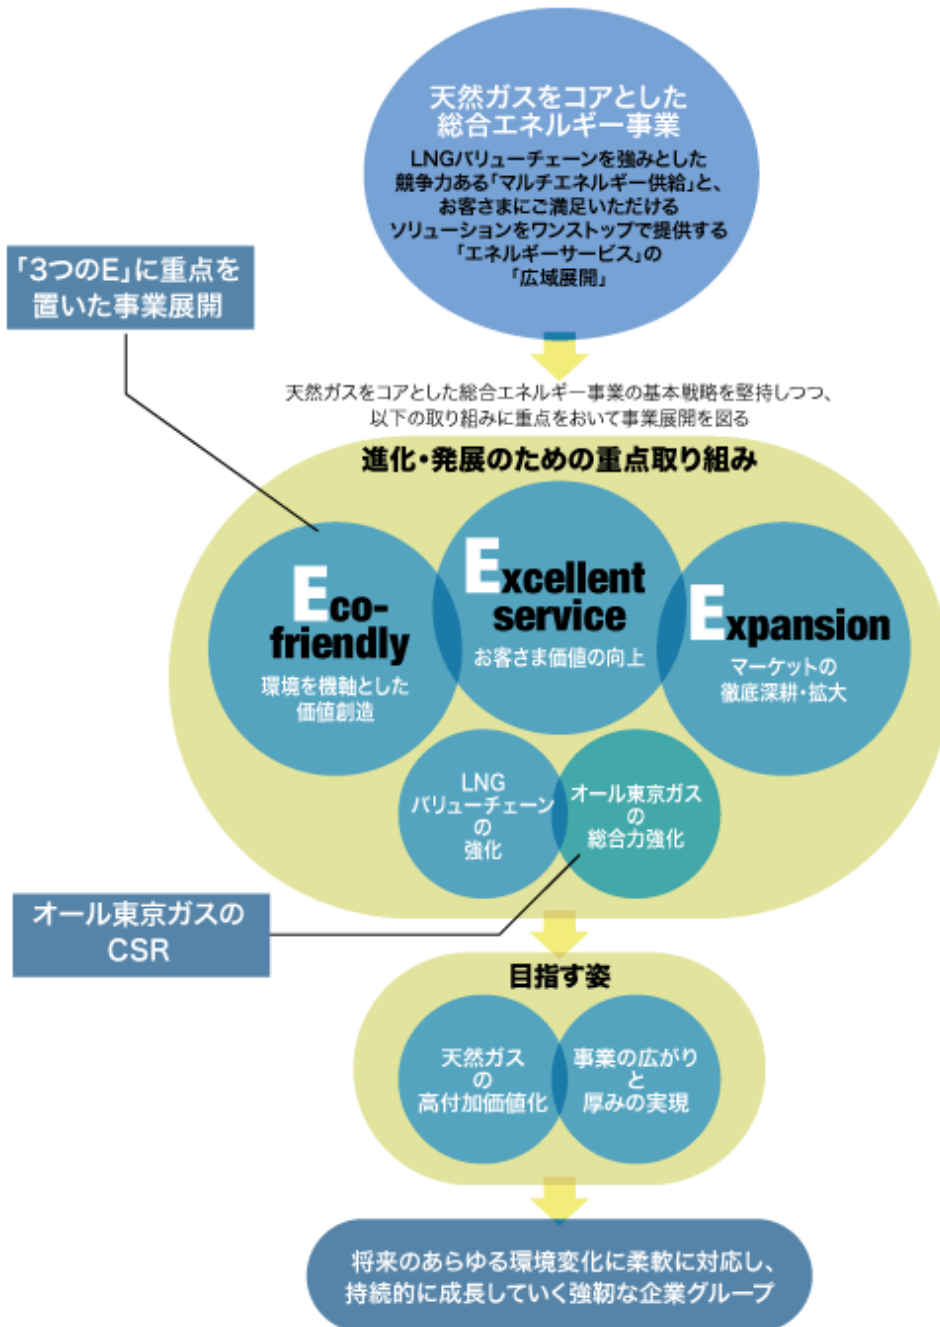 天然ガスをコアとした
総合エネルギー事業
LNGバリューチェーンを強みとした
競争力ある「マルチエネルギー供給」と、
お客さまにご満足いただける
ソリューションをワンストップで提供する
「エネルギーサービス」の
「広域展開」
「3つのE」に重点を
置いた事業展開
天然ガスをコアとした総合エネルギー事業の基本戦略を堅持しつつ、
以下の取り組みに重点をおいて事業展開を図る
進化・発展のための重点取り組み
Eco-
friendly
環境を機軸とした
価値創造
Excellent
service
お客さま価値の向上
Expansion
マーケットの
徹底深耕・拡大
LNG
バリューチェーン
の
強化
オール東京ガス
の
総合力強化
オール東京ガスの
CSR
目指す姿
天然ガス
の
高付加価値化
事業の広がり
と
厚みの実現
将来のあらゆる環境変化に柔軟に対応し、
持続的に成長していく強靭な企業グループ